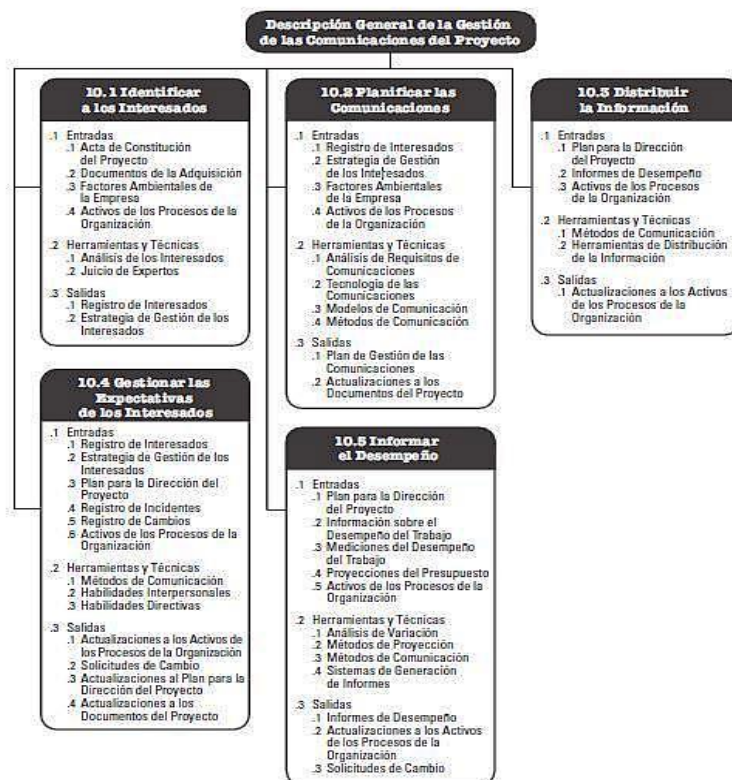 Descripción General de la Gestión
de las Comunicaciones del Proyecto
10.1 Identificar
a los Interesados
.1 Entradas
.1 Acta de Constitución
del Proyecto
.2 Documentos de la Adquisición
.3 Factores Ambientales de
la Empresa
.4 Activos de los Procesos de la
Organización
.2 Herramientas y Técnicas
.1 Análisis de los Interesados
.2 Juicio de Expertos
.3 Salidas
.1 Registro de Interesados
.2 Estrategia de Gestión de los
Interesados
10.2 Planificar las
Comunicaciones
.1 Entradas
.1 Registro de Interesados
.2 Estrategia de Gestión
de los Interesados
.3 Factores Ambientales de
la Empresa
.4 Activos de los Procesos
de la Organización
.2 Herramientas y Técnicas
.1 Análisis de Requisitos de
Comunicaciones
.2 Tecnología de las
Comunicaciones
.3 Modelos de Comunicación
.4 Métodos de Comunicación
.3 Salidas
.1 Plan de Gestión de las
Comunicaciones
.2 Actualizaciones a los
Documentos del Proyecto
10.3 Distribuir
la Información
.1 Entradas
.1 Plan para la Dirección
del Proyecto
.2 Informes de Desempeño
.3 Activos de los Procesos de
la Organización
.2 Herramientas y Técnicas
.1 Métodos de Comunicación
.2 Herramientas de Distribución
de la Información
.3 Salidas
.1 Actualizaciones a los Activos
de los Procesos de la
Organización
10.4 Gestionar las
Expectativas
de los Interesados
.1 Entradas
.1 Registro de Interesados
.2 Estrategia de Gestión de los
Interesados
.3 Plan para la Dirección del
Proyecto
.4 Registro de Incidentes
.5 Registro de Cambios
.6 Activos de los Procesos de la
Organización
.2 Herramientas y Técnicas
.1 Métodos de Comunicación
.2 Habilidades Interpersonales
.3 Habilidades Directivas
.3 Salidas
.1 Actualizaciones a los Activos de
los Procesos de la Organización
.2 Solicitudes de Cambio
.3 Actualizaciones al Plan para la
Dirección del Proyecto
.4 Actualizaciones a los
Documentos del Proyecto
10.5 Informar
el Desempeño
.1 Entradas
.1 Plan para la Dirección
del Proyecto
.2 Información sobre el
Desempeño del Trabajo
.3 Mediciones del Desempeño
del Trabajo
.4 Proyecciones del Presupuesto
.5 Activos de los Procesos de la
Organización
.2 Herramientas y Técnicas
.1 Análisis de Variación
.2 Métodos de Proyección
.3 Métodos de Comunicación
.4 Sistemas de Generación
de Informes
.3 Salidas
.1 Informes de Desempeño
.2 Actualizaciones a los Activos
de los Procesos de la
Organización
.3 Solicitudes de Cambio